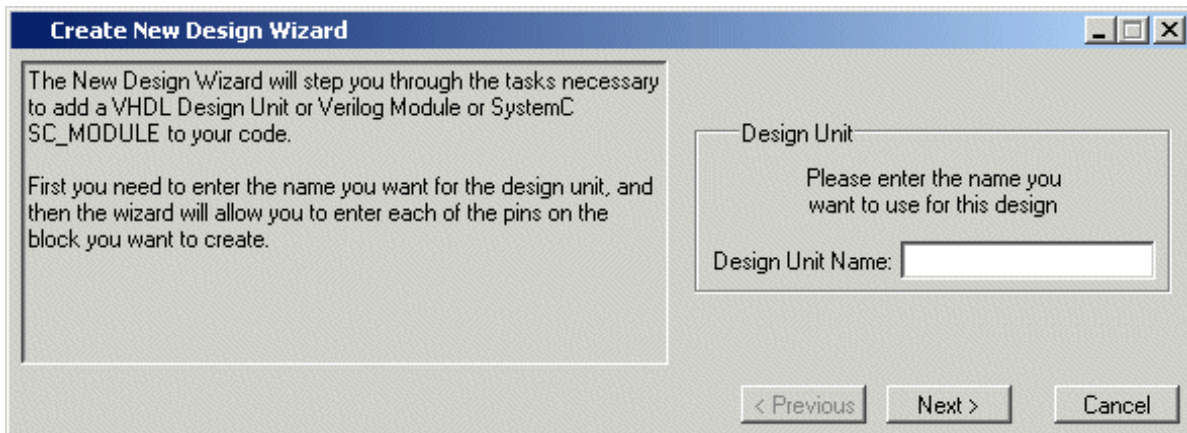 Create New Design Wizard
The New Design Wizard will step you through the tasks necessary
to add a VHDL Design Unit or Verilog Module or SystemC
SC_MODULE to your code.
First you need to enter the name you want for the design unit, and
then the wizard will allow you to enter each of the pins on the
block you want to create.
Design Unit
Please enter the name you
want to use for this design
Design Unit Name:
< Previous
Next >
Cancel